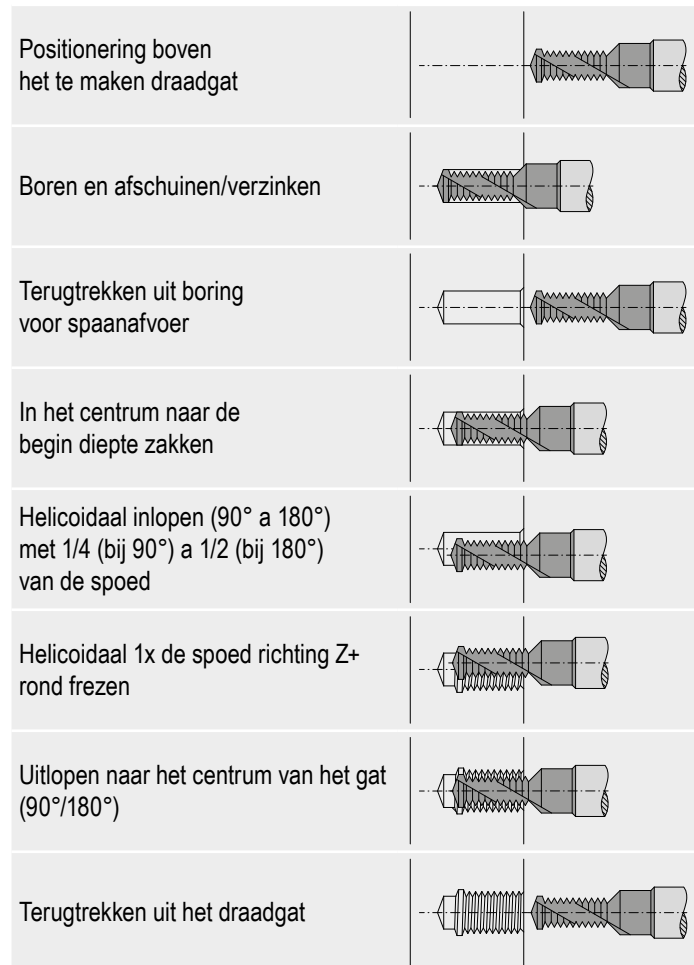 Positionering boven
het te maken draadgat
Boren en afschuinen/verzinken
Terugtrekken uit boring
voor spaanafvoer
In het centrum naar de
begin diepte zakken
Helicoidaal inlopen (90° a 180°)
met 1/4 (bij 90°) a 1/2 (bij 180°)
van de spoed
Helicoidaal 1x de spoed richting Z+
rond frezen
Uitlopen naar het centrum van het gat
(90°/180°)
Terugtrekken uit het draadgat